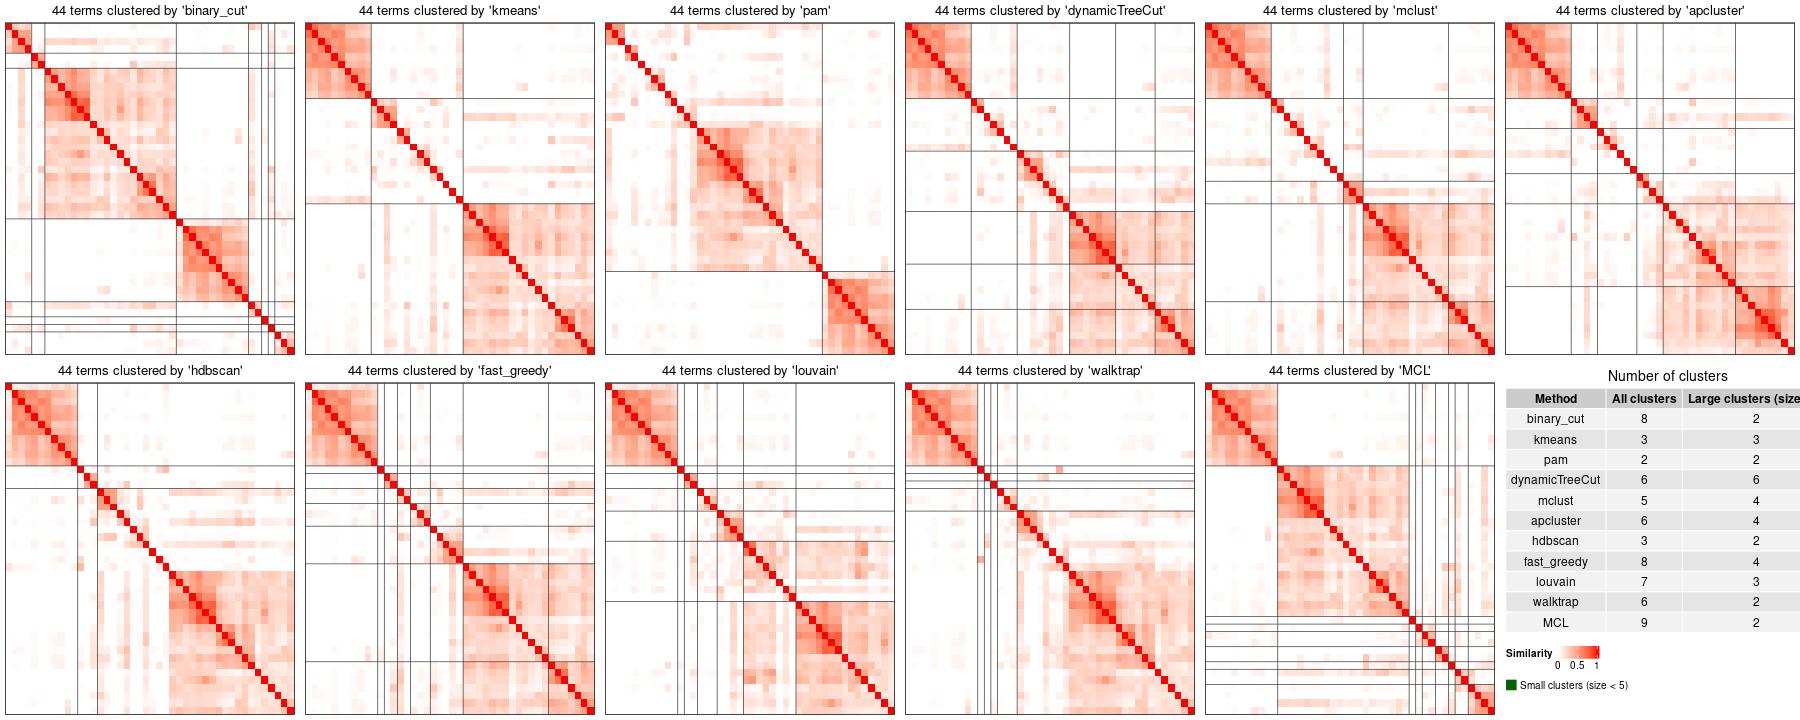 44 terms clustered by 'binary_cut'
44 terms clustered by 'kmeans'
44 terms clustered by 'pam'
44 terms clustered by 'dynamicTreeCut'
44 terms clustered by 'mclust'
44 terms clustered by 'apcluster'
44 terms clustered by 'hdbscan'
44 terms clustered by 'fast_greedy'
44 terms clustered by 'louvain'
44 terms clustered by 'walktrap'
44 terms clustered by 'MCL'
Number of clusters
Method All clusters Large clusters (size
binary_cut 8 2
kmeans 3 3
pam 2 2
dynamicTreeCut 6 6
mclust 5 4
apcluster 6 4
hdbscan 3 2
fast_greedy 8 4
louvain 7 3
walktrap 6 2
MCL 9 2
Similarity
0 0.5 1
Small clusters (size < 5)